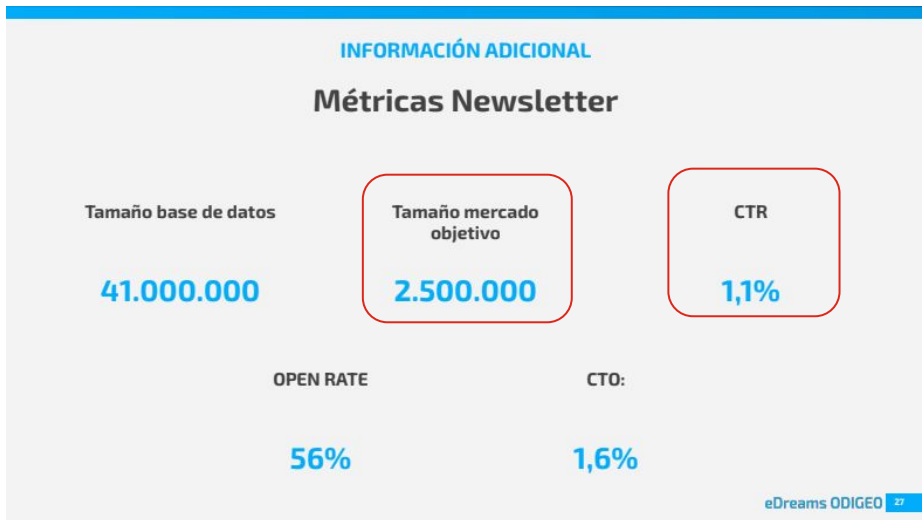 INFORMACIÓN ADICIONAL
Métricas Newsletter
Tamaño base de datos
41.000.000
Tamaño mercado
objetivo
2.500.000
CTR
1,1%
OPEN RATE
56%
CTO:
1,6%
eDreams ODIGEO 27